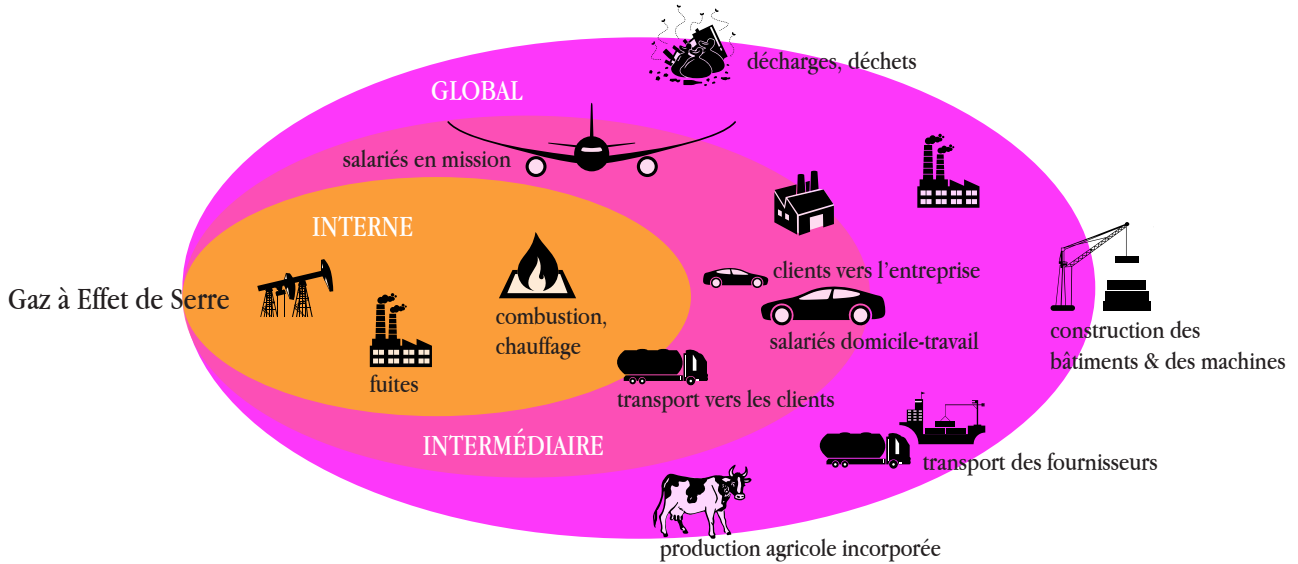 décharges, déchets
GLOBAL
salariés en mission
INTERNE
clients vers l'entreprise
Gaz à Effet de Serre
combustion,
chauffage
salariés domicile-travail
construction des
bâtiments & des machines
fuites
transport vers les clients
INTERMÉDIAIRE
transport des fournisseurs
production agricole incorporée